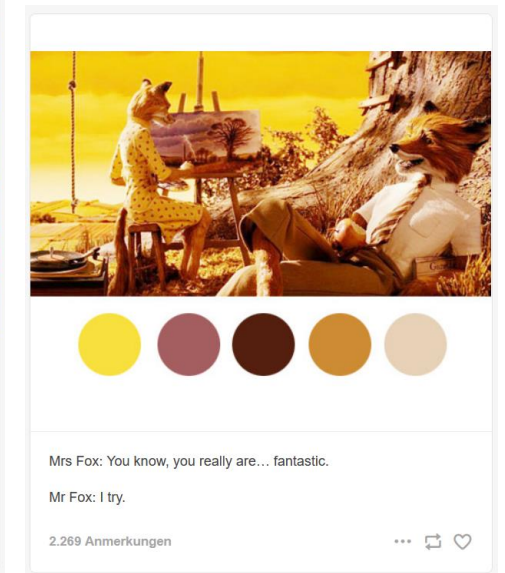 Mrs Fox: You know, you really are… fantastic.
Mr Fox: I try.
2.269 Anmerkungen